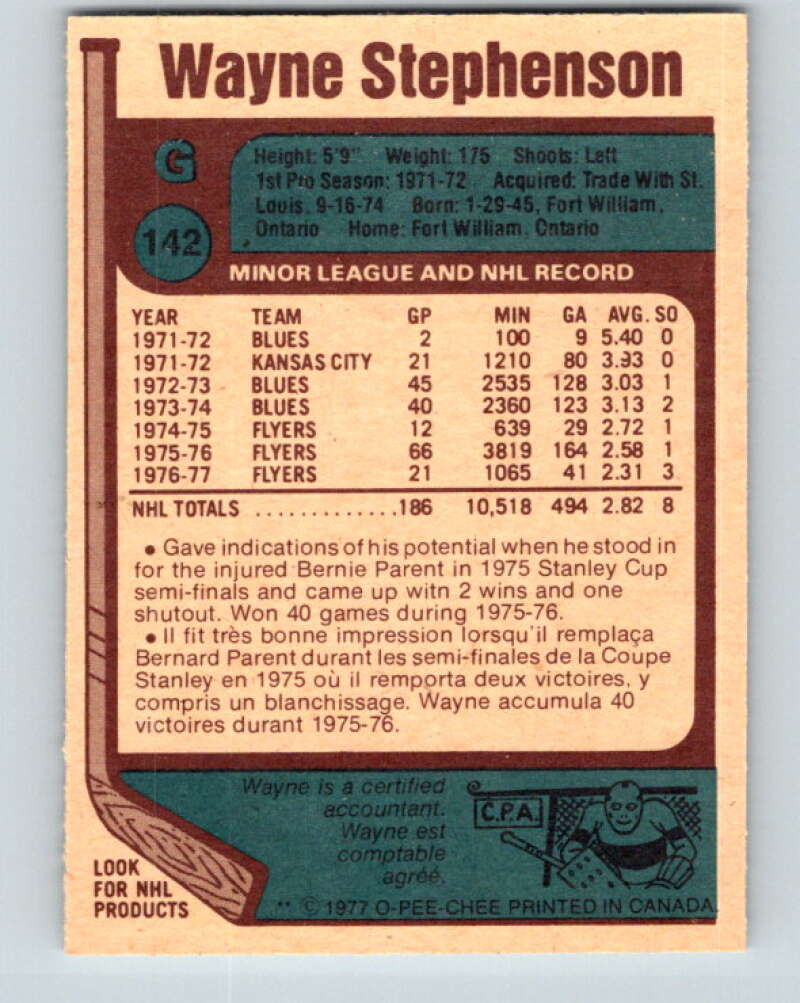 Wayne Stephenson
G
142
Height: 5'9" Weight: 175 Shoots: Left
1st Pro Season: 1971-72 Acquired: Trade With St.
Louis, 9-16-74 Born: 1-29-45, Fort William,
Ontario Home: Fort William, Ontario
MINOR LEAGUE AND NHL RECORD
YEAR TEAM GP MIN GA AVG. SO
1971-72 BLUES 2 100 9 5.40 0
1971-72 KANSAS CITY 21 1210 80 3.93 0
1972-73 BLUES 45 2535 128 3.03 1
1973-74 BLUES 40 2360 123 3.13 2
1974-75 FLYERS 12 639 29 2.72 1
1975-76 FLYERS 66 3819 164 2.58 1
1976-77 FLYERS 21 1065 41 2.31 3
NHL TOTALS .............186 10,518 494 2.82 8
• Gave indications of his potential when he stood in
for the injured Bernie Parent in 1975 Stanley Cup
semi-finals and came up with 2 wins and one
shutout. Won 40 games during 1975-76.
• Il fit très bonne impression lorsqu'il remplaça
Bernard Parent durant les semi-finales de la Coupe
Stanley en 1975 où il remporta deux victoires, y
compris un blanchissage. Wayne accumula 40
victoires durant 1975-76.
Wayne is a certified
accountant.
Wayne est
comptable
agréé.
C.P.A.
LOOK
FOR NHL
PRODUCTS
** © 1977 O-PEE-CHEE PRINTED IN CANADA